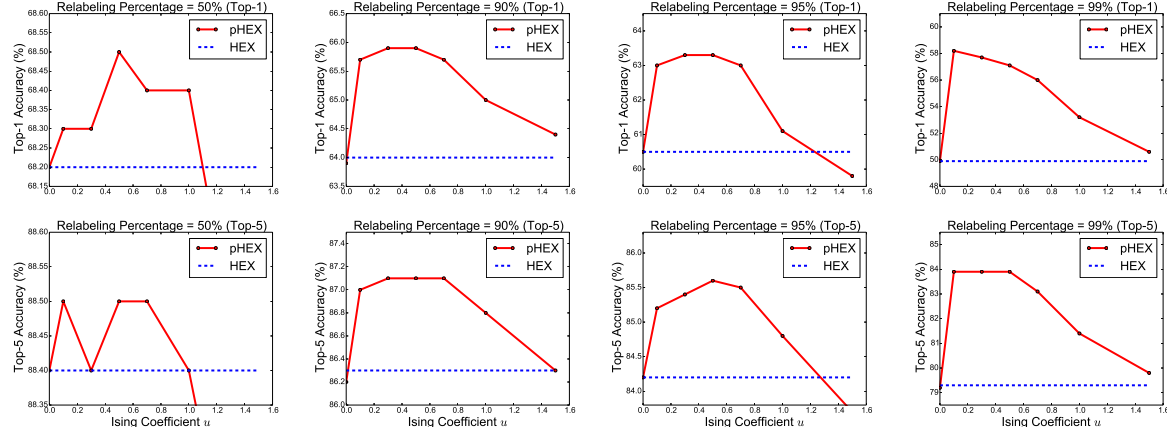 Relabeling Percentage = 50% (Top-1)
Top-1 Accuracy (%)
68.60
68.55
68.50
68.45
68.40
68.35
68.30
68.25
68.20
68.15
0.0 0.2 0.4 0.6 0.8 1.0 1.2 1.4 1.6
pHEX
HEX
Relabeling Percentage = 90% (Top-1)
Top-1 Accuracy (%)
66.5
66.0
65.5
65.0
64.5
64.0
63.5
0.0 0.2 0.4 0.6 0.8 1.0 1.2 1.4 1.6
pHEX
HEX
Relabeling Percentage = 95% (Top-1)
Top-1 Accuracy (%)
64
63
62
61
60
0.0 0.2 0.4 0.6 0.8 1.0 1.2 1.4 1.6
pHEX
HEX
Relabeling Percentage = 99% (Top-1)
Top-1 Accuracy (%)
60
58
56
54
52
50
48
0.0 0.2 0.4 0.6 0.8 1.0 1.2 1.4 1.6
pHEX
HEX
Relabeling Percentage = 50% (Top-5)
Top-5 Accuracy (%)
88.60
88.55
88.50
88.45
88.40
88.35
0.0 0.2 0.4 0.6 0.8 1.0 1.2 1.4 1.6
Ising Coefficient u
pHEX
HEX
Relabeling Percentage = 90% (Top-5)
Top-5 Accuracy (%)
87.4
87.2
87.0
86.8
86.6
86.4
86.2
86.0
0.0 0.2 0.4 0.6 0.8 1.0 1.2 1.4 1.6
Ising Coefficient u
pHEX
HEX
Relabeling Percentage = 95% (Top-5)
Top-5 Accuracy (%)
86.0
85.5
85.0
84.5
84.0
0.0 0.2 0.4 0.6 0.8 1.0 1.2 1.4 1.6
Ising Coefficient u
pHEX
HEX
Relabeling Percentage = 99% (Top-5)
Top-5 Accuracy (%)
85
84
83
82
81
80
79
0.0 0.2 0.4 0.6 0.8 1.0 1.2 1.4 1.6
Ising Coefficient u
pHEX
HEX